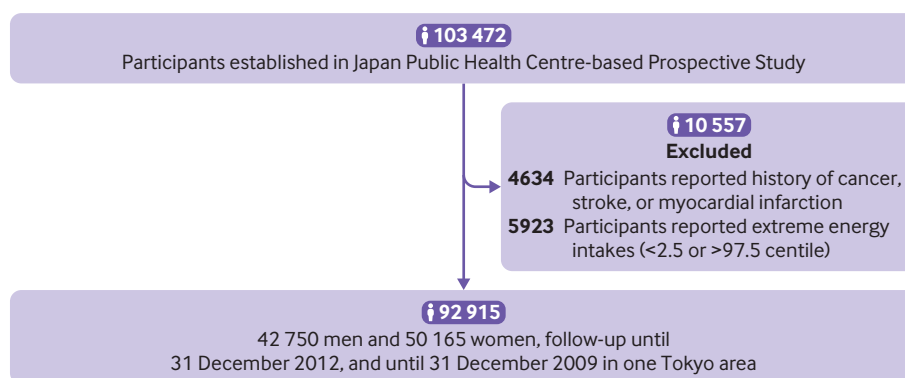 103 472
Participants established in Japan Public Health Centre-based Prospective Study
10 557
Excluded
4634 Participants reported history of cancer,
stroke, or myocardial infarction
5923 Participants reported extreme energy
intakes (<2.5 or >97.5 centile)
92 915
42 750 men and 50 165 women, follow-up until
31 December 2012, and until 31 December 2009 in one Tokyo area